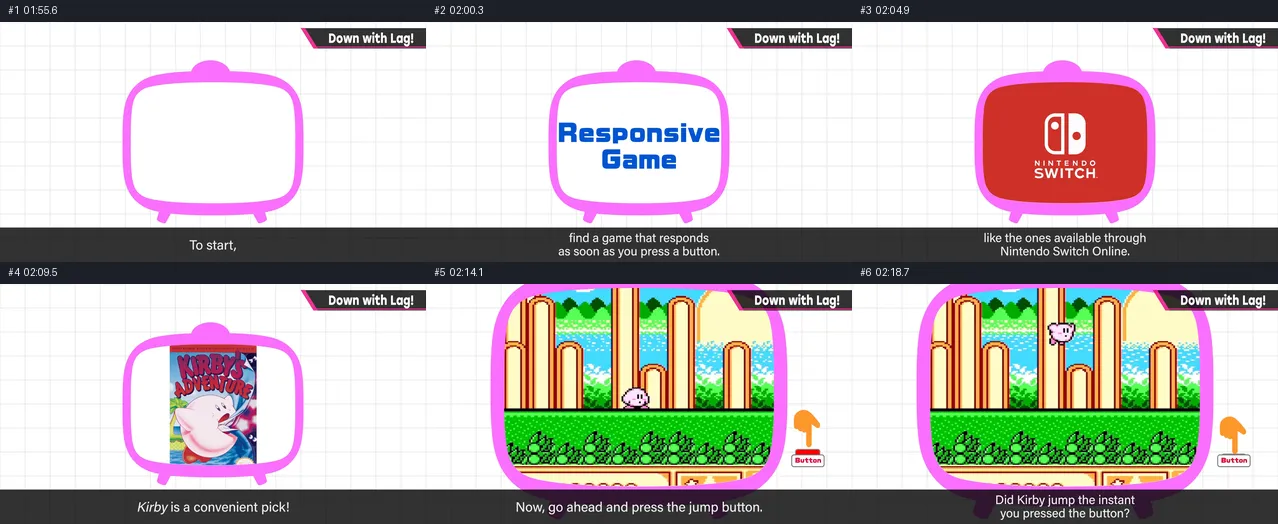 #1 01:55.6
Down with Lag!
To start,
#2 02:00.3
Down with Lag!
Responsive
Game
find a game that responds
as soon as you press a button.
#3 02:04.9
Down with Lag!
NINTENDO
SWITCH
like the ones available through
Nintendo Switch Online.
#4 02:09.5
Down with Lag!
KIRBY'S
ADVENTURE
Kirby is a convenient pick!
#5 02:14.1
Down with Lag!
Button
Now, go ahead and press the jump button.
#6 02:18.7
Down with Lag!
Button
Did Kirby jump the instant
you pressed the button?